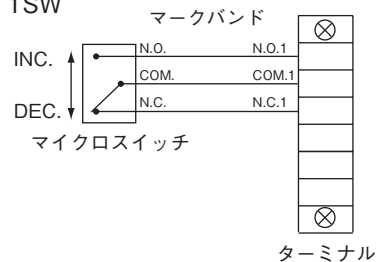 1SW
マークバンド
INC.
N.O.
N.O.1
COM.
COM.1
DEC.
N.C.
N.C.1
マイクロスイッチ
ターミナル